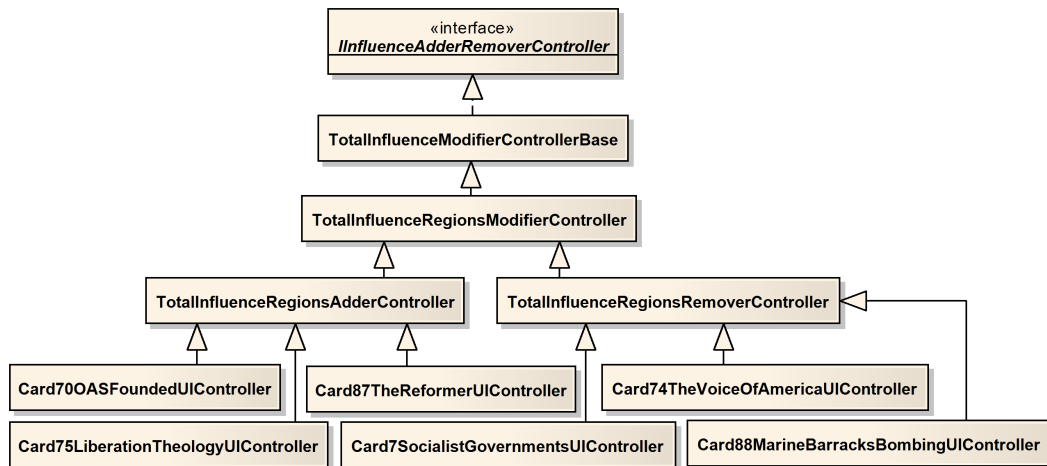 «interface»
IInfluenceAdderRemoverController
TotalInfluenceModifierControllerBase
TotalInfluenceRegionsModifierController
TotalInfluenceRegionsAdderController
TotalInfluenceRegionsRemoverController
Card70OASFoundedUIController
Card87TheReformerUIController
Card74TheVoiceOfAmericaUIController
Card75LiberationTheologyUIController
Card7SocialistGovernmentsUIController
Card88MarineBarracksBombingUIController